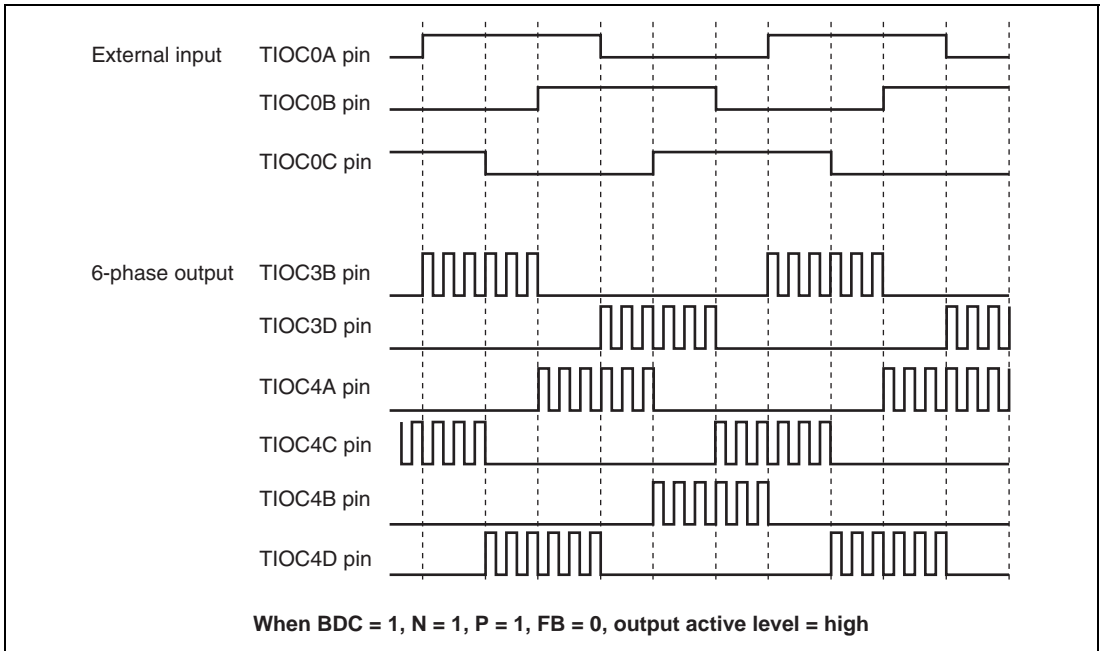 External input TIOC0A pin
TIOC0B pin
TIOC0C pin
6-phase output TIOC3B pin
TIOC3D pin
TIOC4A pin
TIOC4C pin
TIOC4B pin
TIOC4D pin
When BDC = 1, N = 1, P = 1, FB = 0, output active level = high